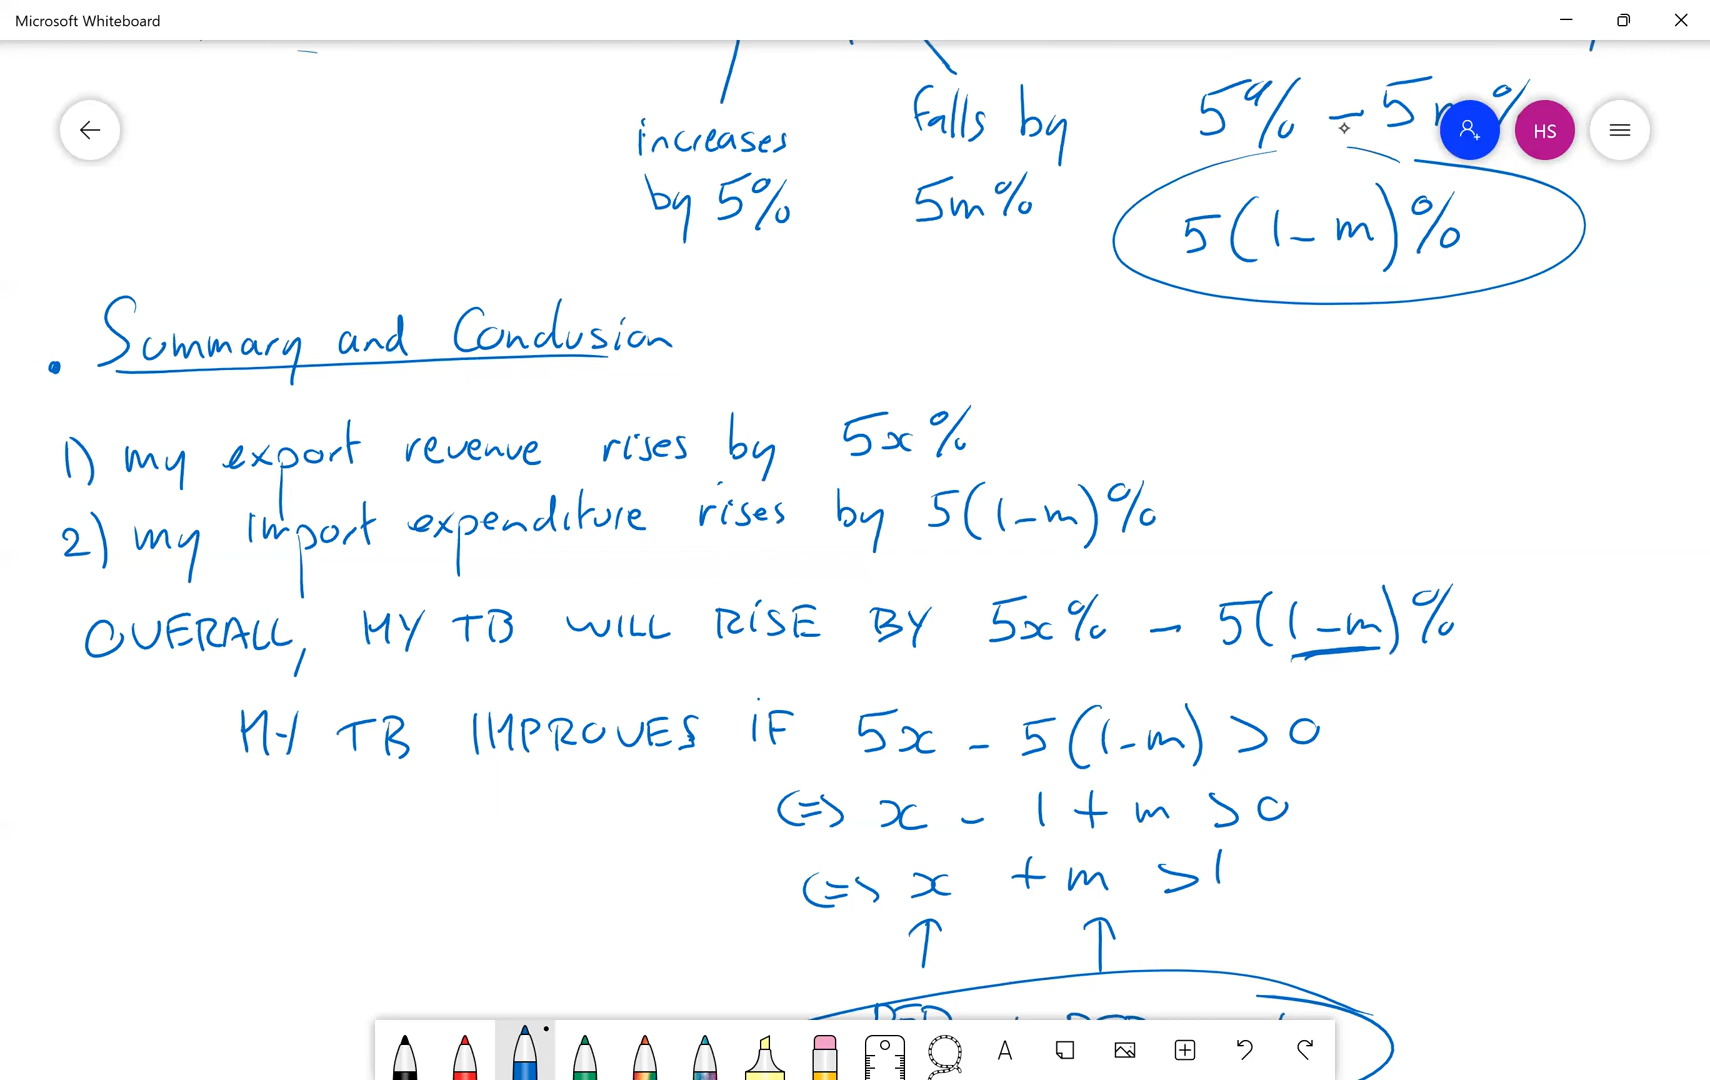 Microsoft Whiteboard
increases
by 5%
falls by
5m%
5% - 5m%
HS
5(1-m)%
. Summary and Conclusion
1) my export revenue rises by 5x%
2) my import expenditure rises by 5(1-m)%
OVERALL, MY TB WILL RISE BY 5x% - 5(1-m)%
MY TB IMPROVES IF 5x - 5(1-m) > 0
<=> x - 1 + m > 0
<=> x + m > 1
↑ ↑
A